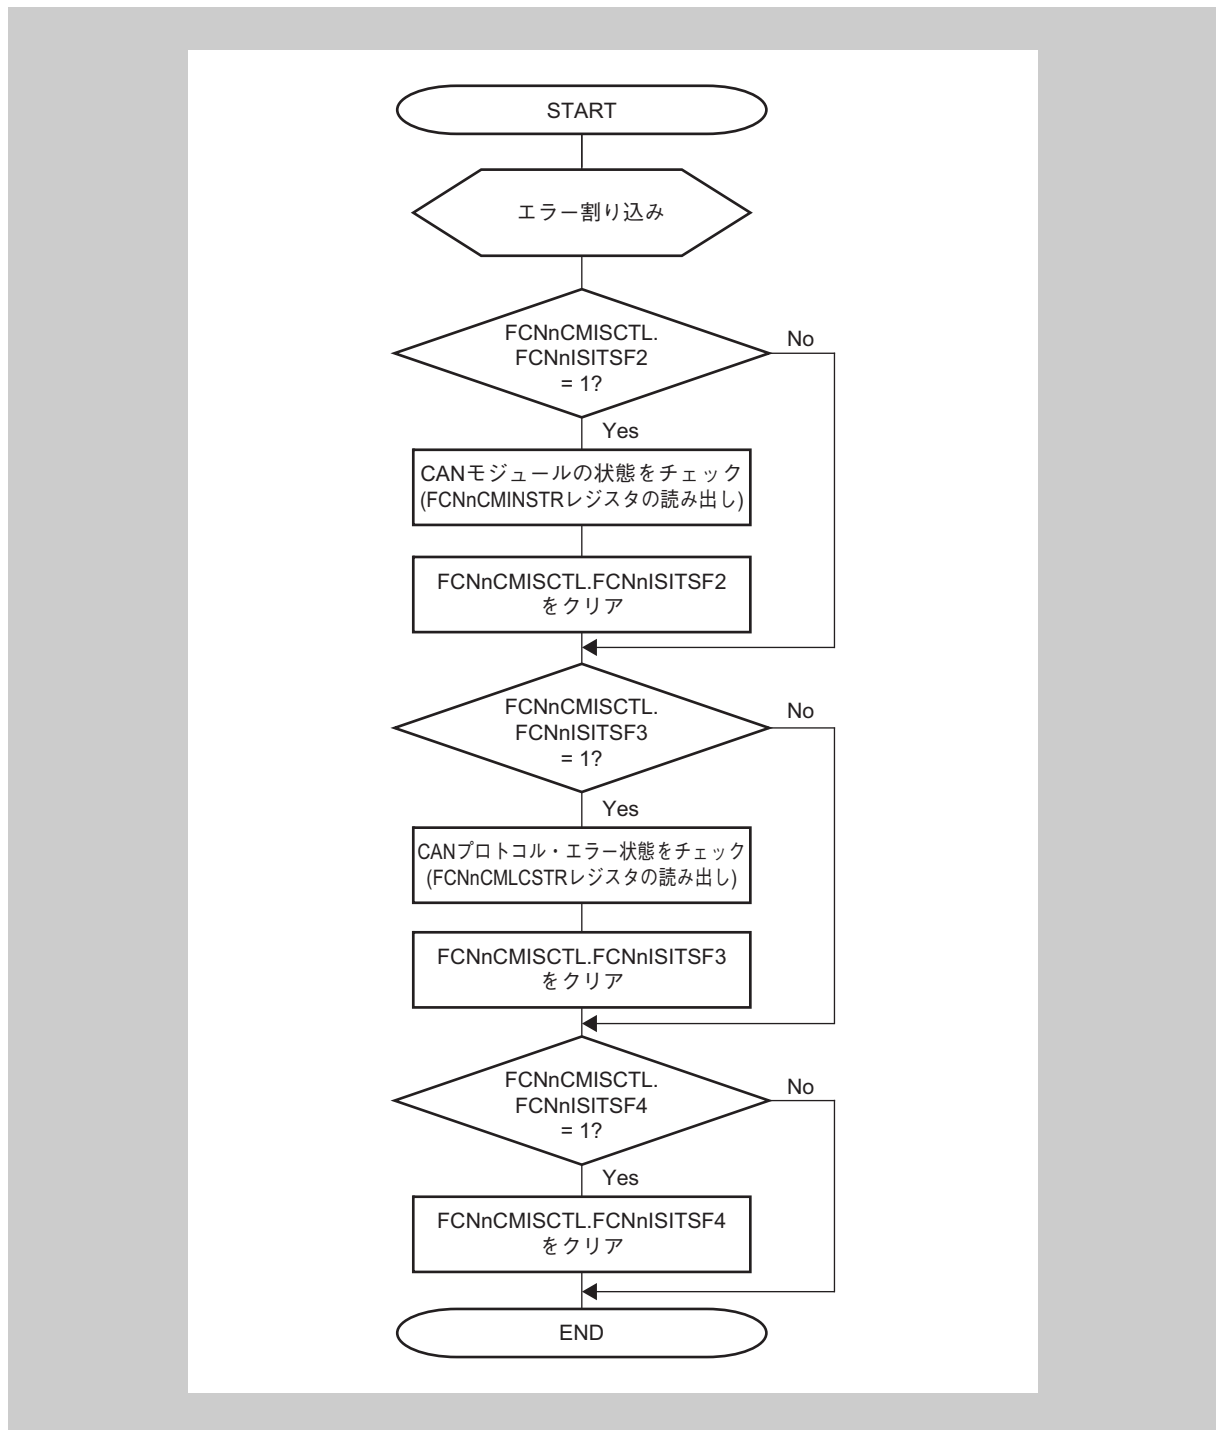 START
エラー割り込み
FCNnCMISCTL.
FCNnISITSF2
= 1?
No
Yes
CANモジュールの状態をチェック
(FCNnCMINSTRレジスタの読み出し)
FCNnCMISCTL.FCNnISITSF2
をクリア
FCNnCMISCTL.
FCNnISITSF3
= 1?
No
Yes
CANプロトコル・エラー状態をチェック
(FCNnCMLCSTRレジスタの読み出し)
FCNnCMISCTL.FCNnISITSF3
をクリア
FCNnCMISCTL.
FCNnISITSF4
= 1?
No
Yes
FCNnCMISCTL.FCNnISITSF4
をクリア
END